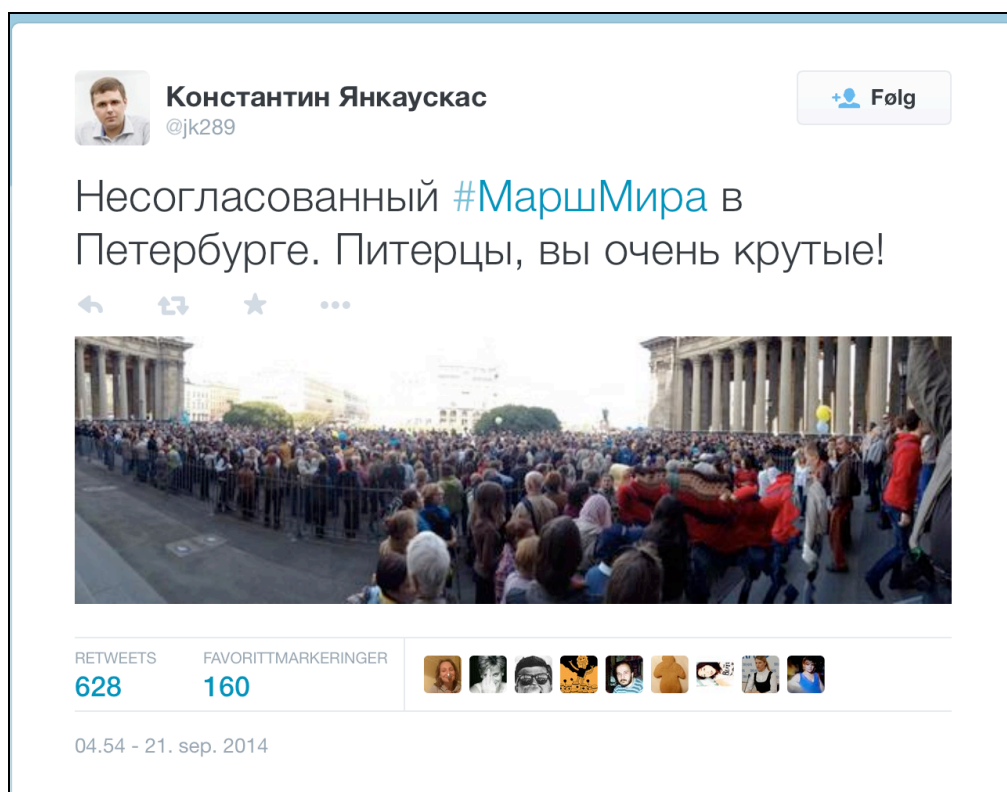 Константин Янкаускас
@jk289
Følg
Несогласованный #МаршМира в
Петербурге. Питерцы, вы очень крутые!
RETWEETS
628
FAVORITTMARKERINGER
160
04.54 - 21. sep. 2014